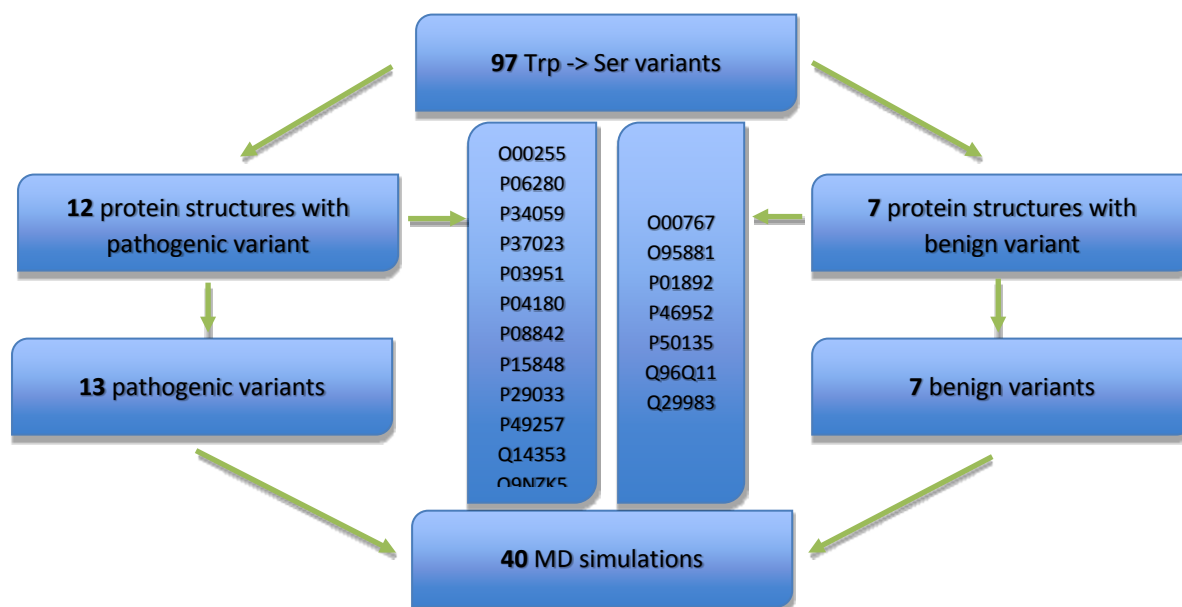 97 Trp -> Ser variants
12 protein structures with
pathogenic variant
O00255
P06280
P34059
P37023
P03951
P04180
P08842
P15848
P29033
P49257
Q14353
Q9NZK5
O00767
O95881
P01892
P46952
P50135
Q96Q11
Q29983
7 protein structures with
benign variant
13 pathogenic variants
7 benign variants
40 MD simulations